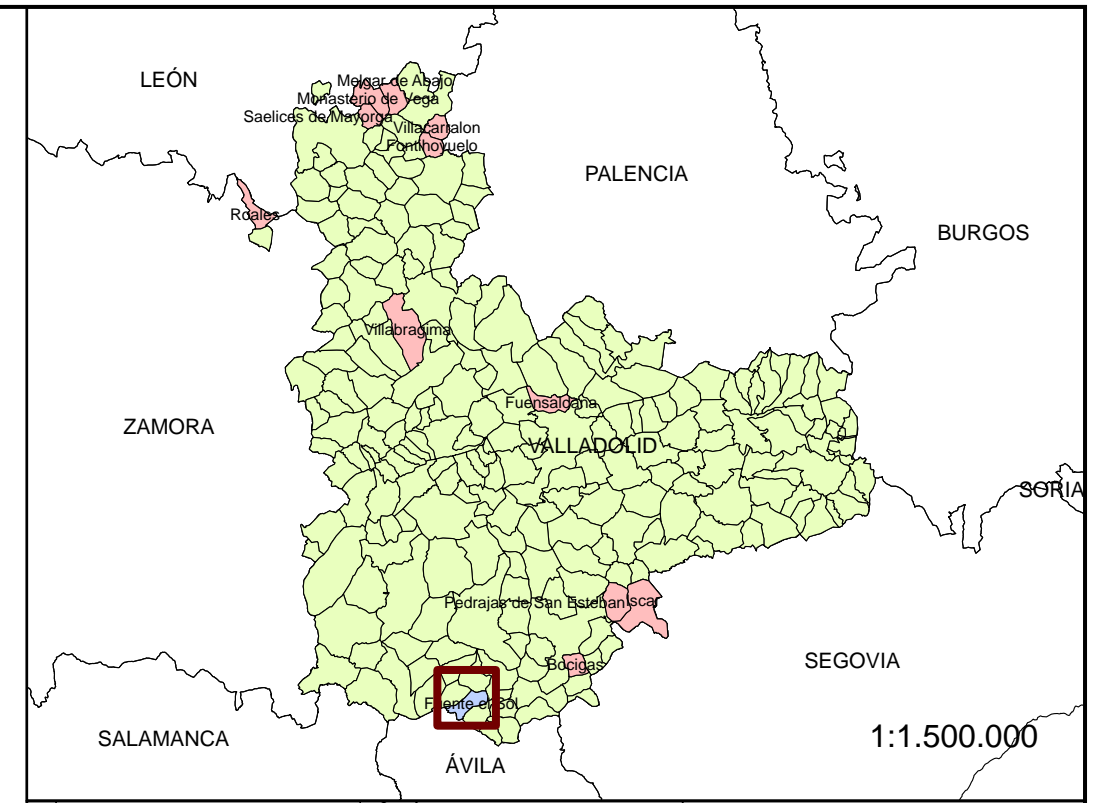 LEÓN
Melgar de Abajo
Monasterio de Vega
Saelices de Mayorga
Villacarralon
Fontihoyuelo
PALENCIA
Roales
BURGOS
Villabragima
Fuensaldana
ZAMORA
VALLADOLID
SORIA
Pedrajas de San Esteban
Iscar
Bocigas
SEGOVIA
Fuente el Sol
SALAMANCA
1:1.500.000
ÁVILA